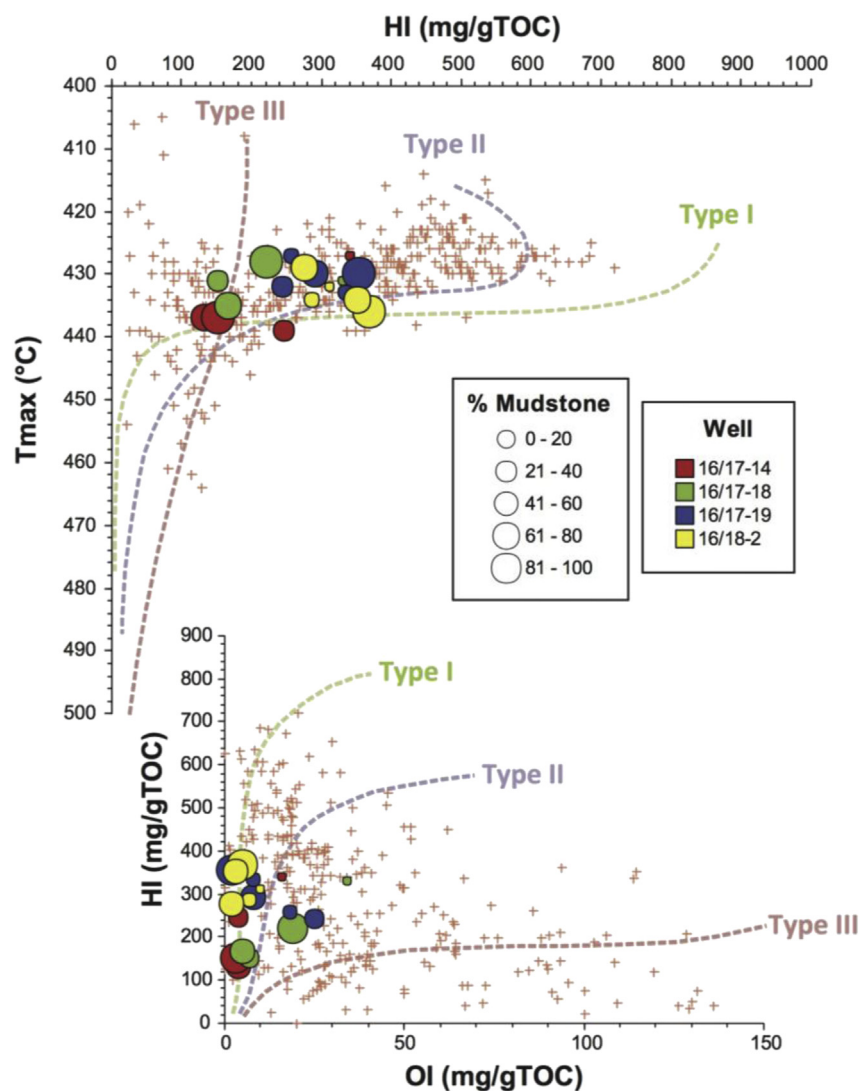 HI (mg/gTOC)
0 100 200 300 400 500 600 700 800 900 1000
400
410
420
430
440
450
460
470
480
490
500
Tmax (°C)
Type III
Type II
Type I
% Mudstone
0 - 20
21 - 40
41 - 60
61 - 80
81 - 100
Well
16/17-14
16/17-18
16/17-19
16/18-2
900
800
700
600
500
400
300
200
100
0
HI (mg/gTOC)
Type I
Type II
Type III
0 50 100 150
OI (mg/gTOC)